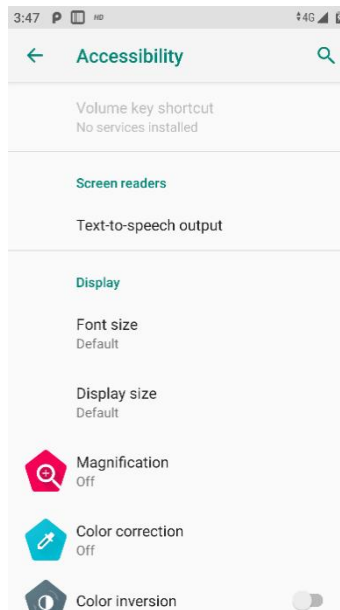 3:47 P HD 4G
Accessibility
Volume key shortcut
No services installed
Screen readers
Text-to-speech output
Display
Font size
Default
Display size
Default
Magnification
Off
Color correction
Off
Color inversion